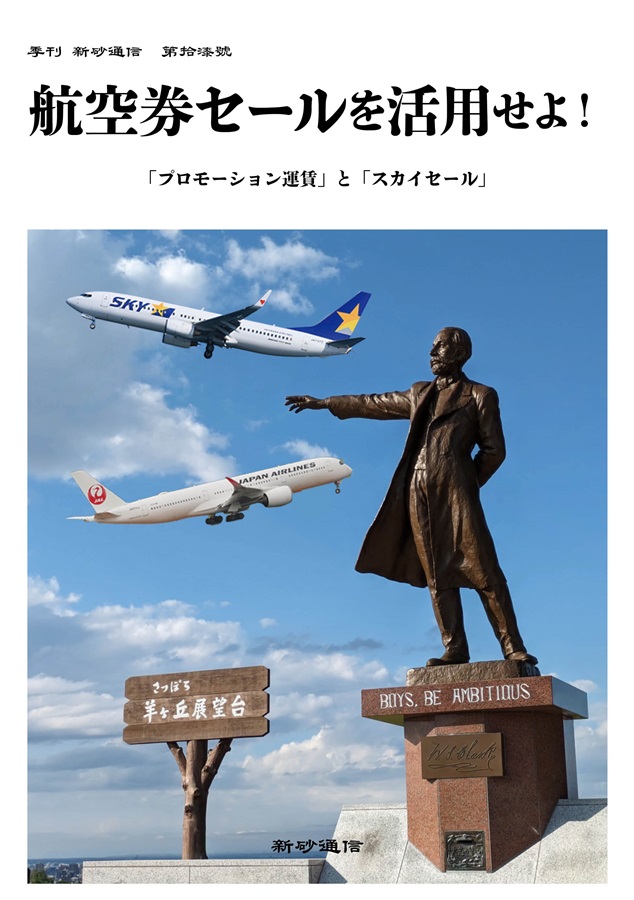 季刊 新砂通信 第拾漆號
航空券セールを活用せよ！
「プロモーション運賃」と「スカイセール」
SKY
JAPAN AIRLINES
JAL
BOYS, BE AMBITIOUS
さっぽろ
羊ヶ丘展望台
新砂通信